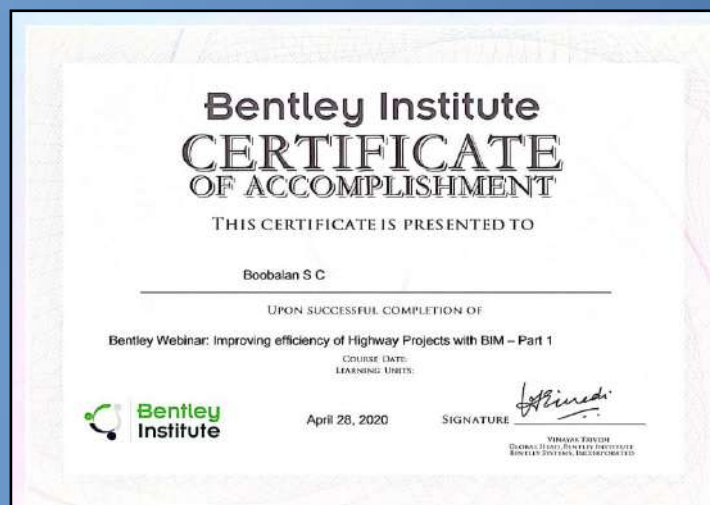 Bentley Institute
CERTIFICATE
OF ACCOMPLISHMENT
THIS CERTIFICATE IS PRESENTED TO
Boobalan S C
UPON SUCCESSFUL COMPLETION OF
Bentley Webinar: Improving efficiency of Highway Projects with BIM – Part 1
COURSE DATE:
LEARNING UNITS:
Bentley
Institute
April 28, 2020
SIGNATURE
VINAYAK TRIVEDI
GLOBAL HEAD, BENTLEY INSTITUTE
BENTLEY SYSTEMS, INCORPORATED